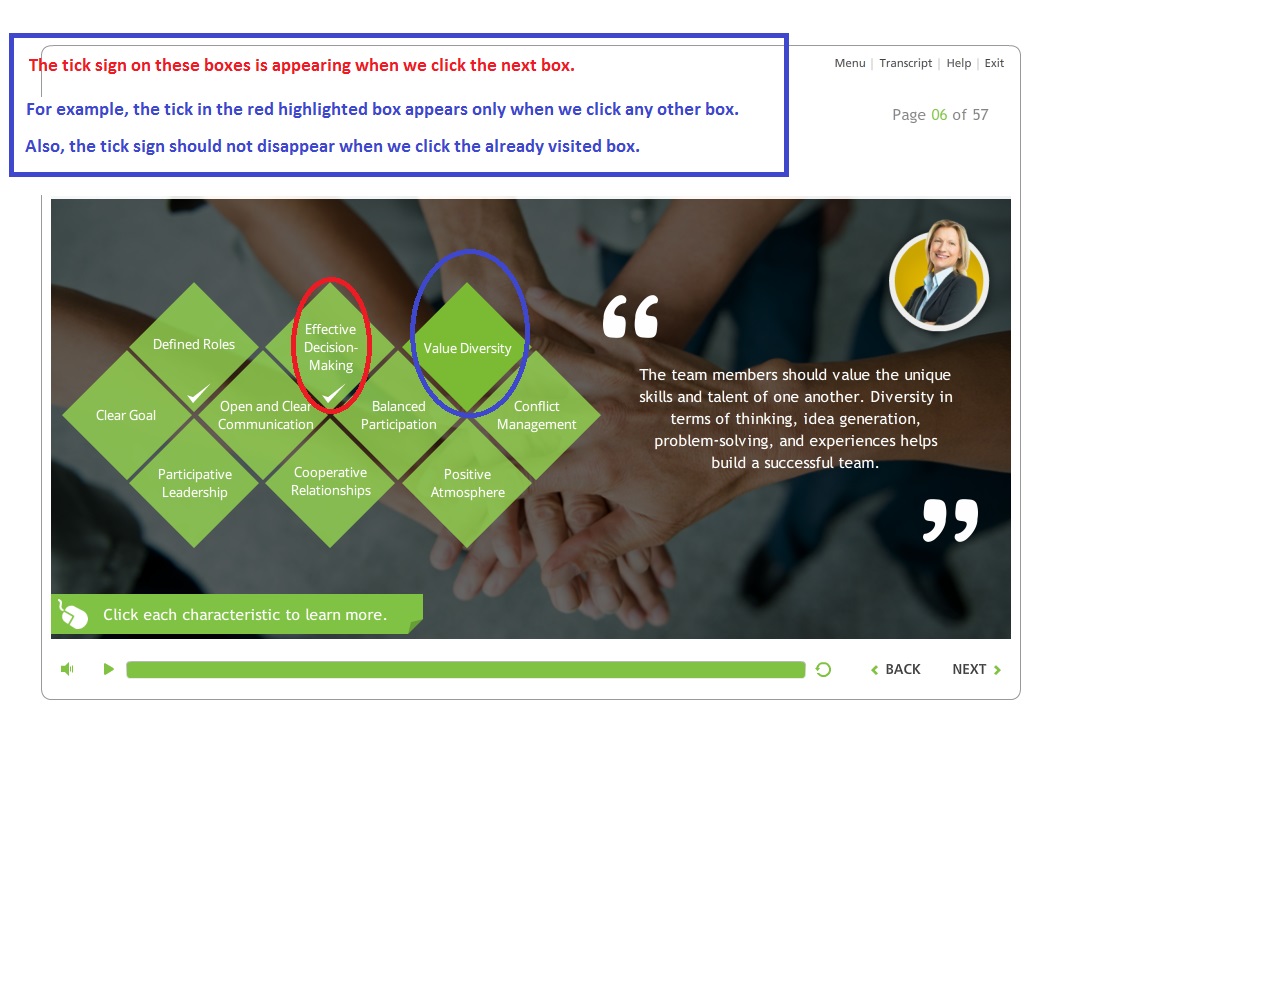 The tick sign on these boxes is appearing when we click the next box.
For example, the tick in the red highlighted box appears only when we click any other box.
Also, the tick sign should not disappear when we click the already visited box.
Menu | Transcript | Help | Exit
Page 06 of 57
Defined Roles
Effective
Decision-
Making
Value Diversity
Clear Goal
Open and Clear
Communication
Balanced
Participation
Conflict
Management
Participative
Leadership
Cooperative
Relationships
Positive
Atmosphere
“
The team members should value the unique
skills and talent of one another. Diversity in
terms of thinking, idea generation,
problem-solving, and experiences helps
build a successful team.
”
Click each characteristic to learn more.
BACK
NEXT